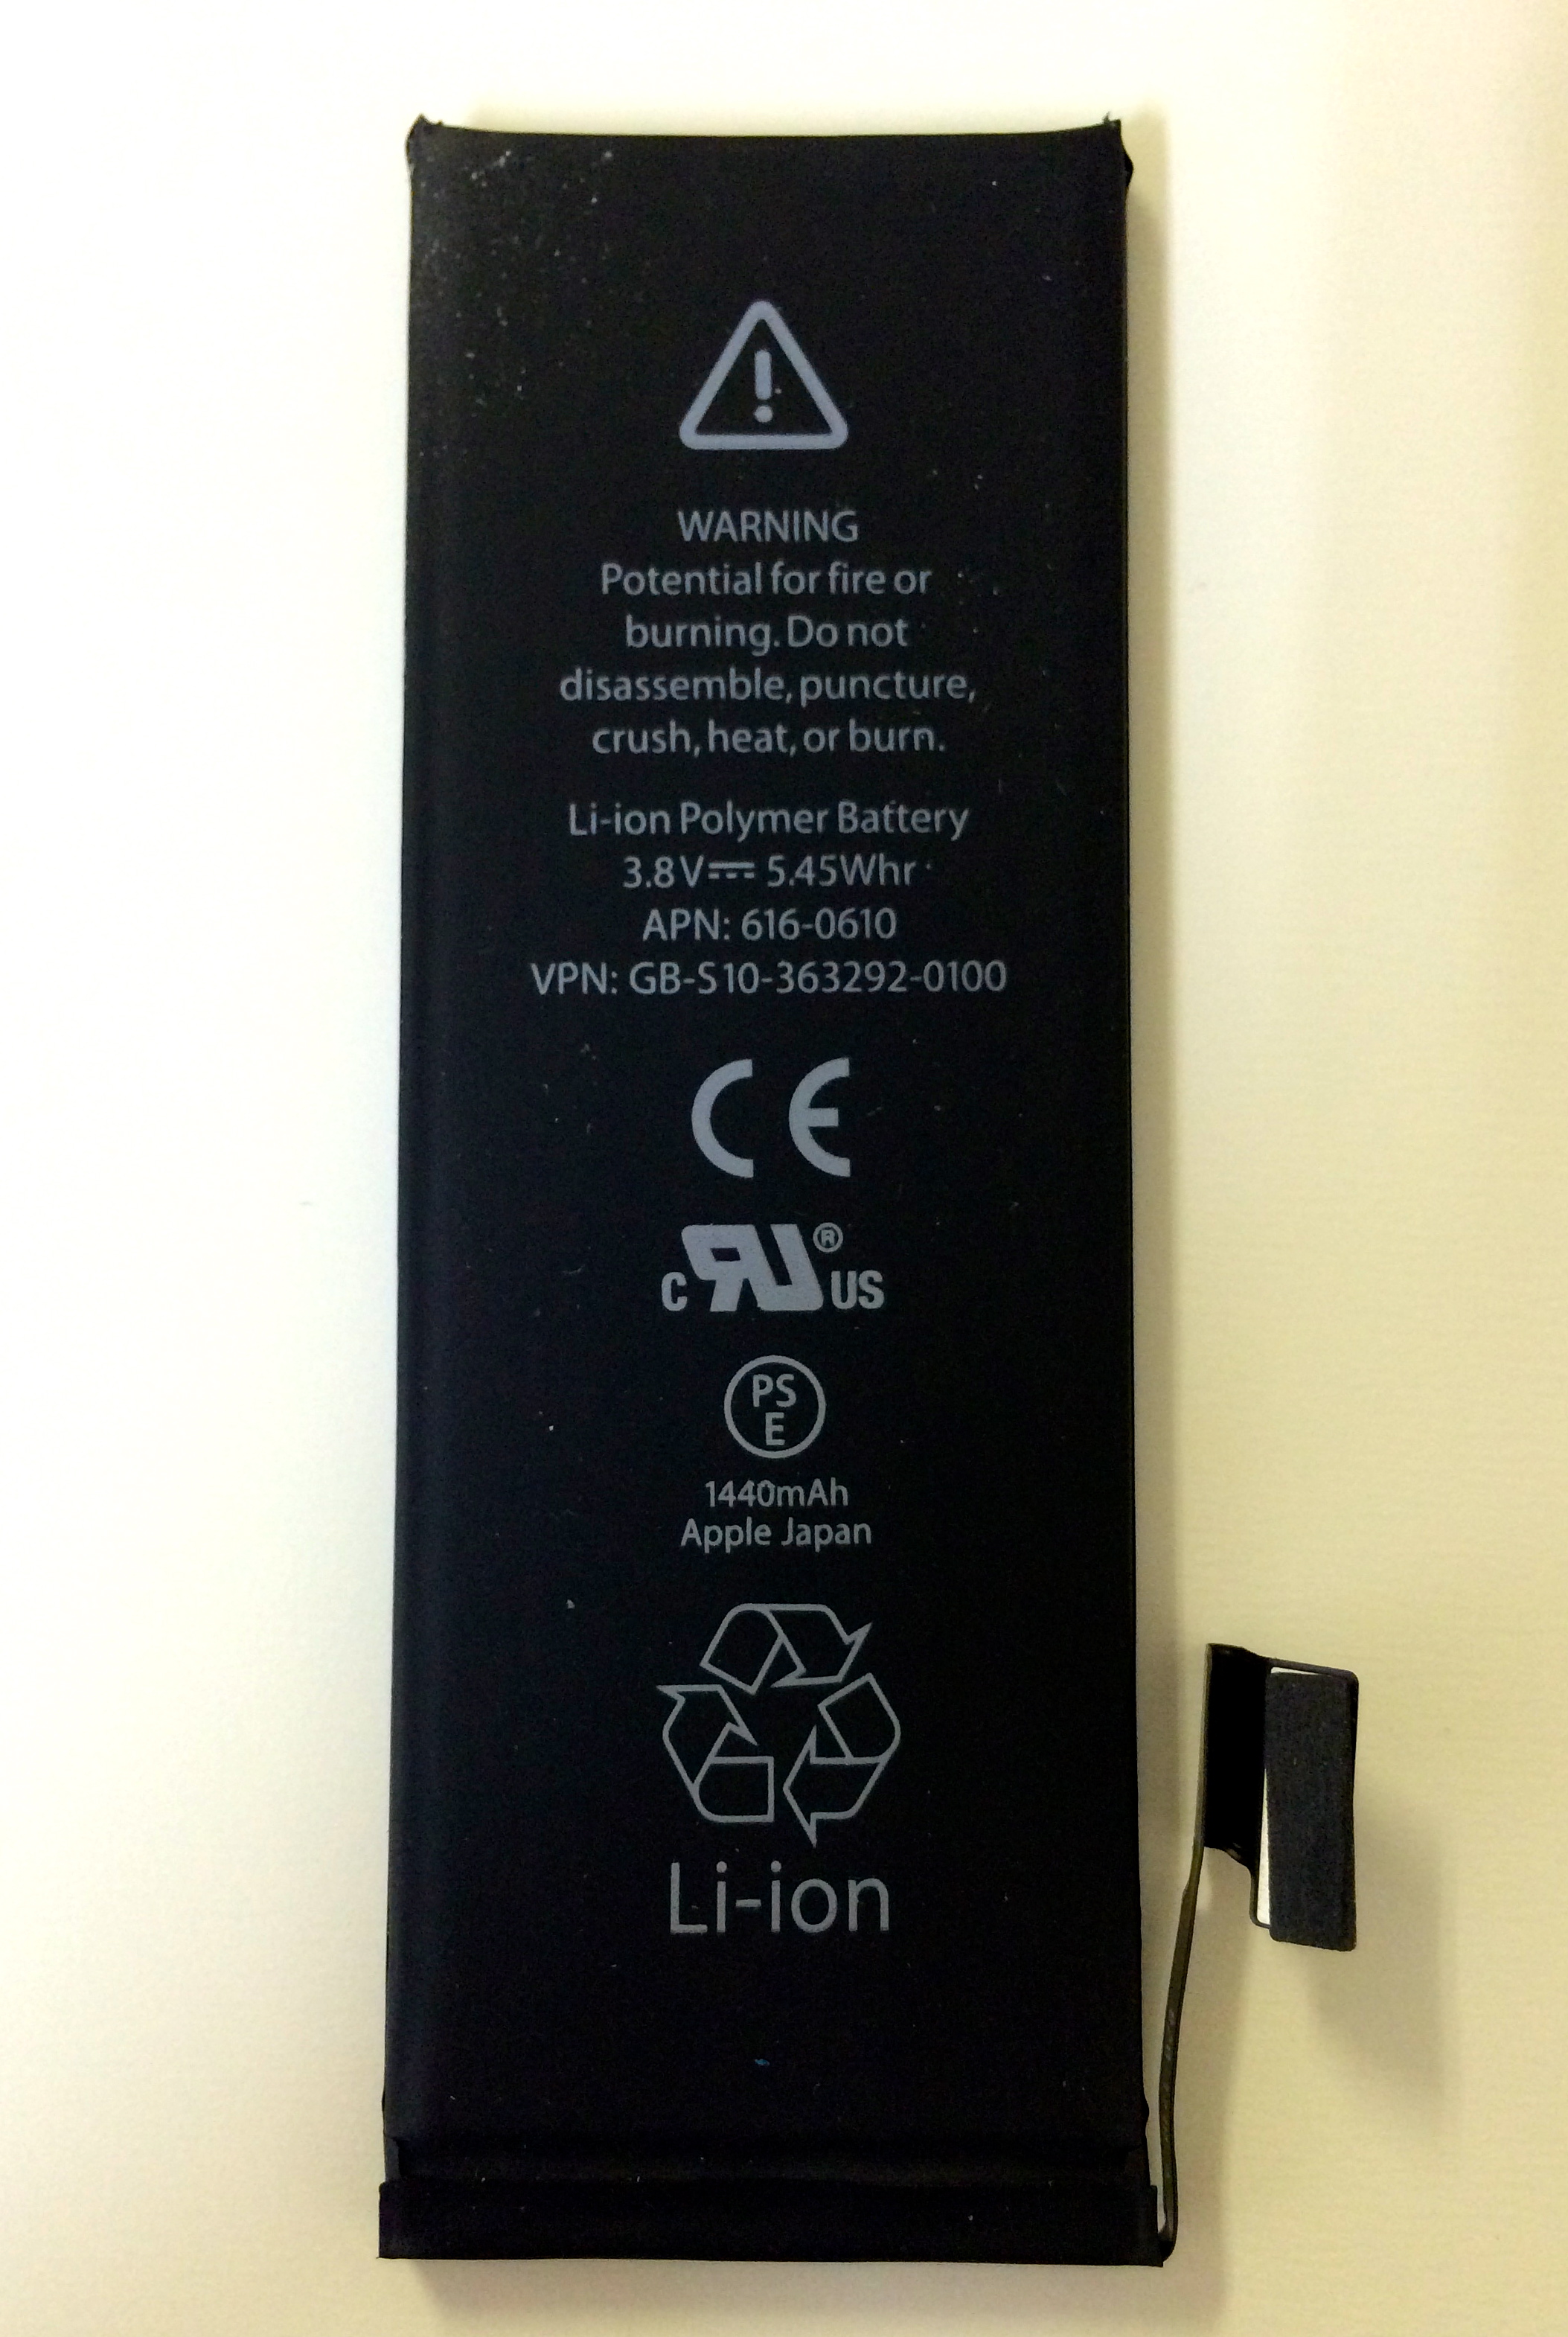 WARNING
Potential for fire or
burning. Do not
disassemble, puncture,
crush, heat, or burn.
Li-ion Polymer Battery
3.8V⎓ 5.45Whr
APN: 616-0610
VPN: GB-S10-363292-0100
CE
c RU® US
PS
E
1440mAh
Apple Japan
Li-ion